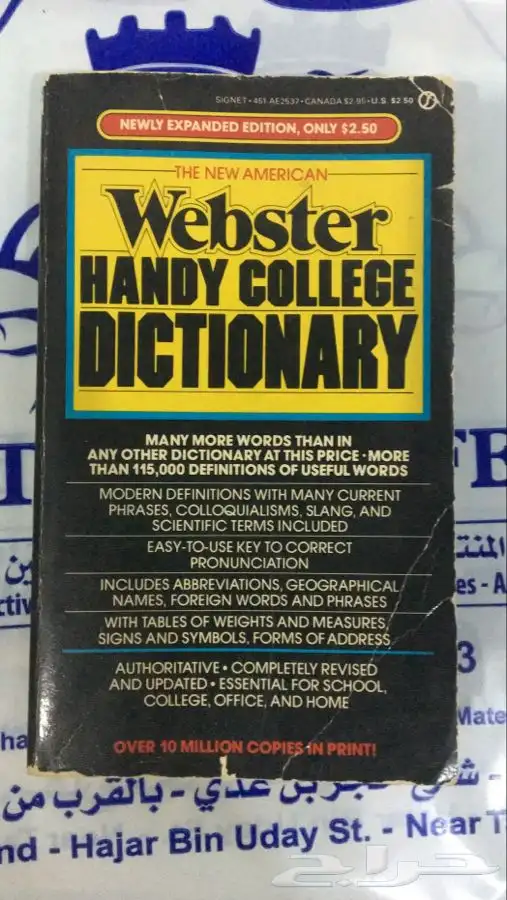 SIGNET • 451-AE2537 • CANADA $2.95 • U.S. $2.50
NEWLY EXPANDED EDITION, ONLY $2.50
THE NEW AMERICAN
Webster
HANDY COLLEGE
DICTIONARY
MANY MORE WORDS THAN IN
ANY OTHER DICTIONARY AT THIS PRICE • MORE
THAN 115,000 DEFINITIONS OF USEFUL WORDS
MODERN DEFINITIONS WITH MANY CURRENT
PHRASES, COLLOQUIALISMS, SLANG, AND
SCIENTIFIC TERMS INCLUDED
EASY-TO-USE KEY TO CORRECT
PRONUNCIATION
INCLUDES ABBREVIATIONS, GEOGRAPHICAL
NAMES, FOREIGN WORDS AND PHRASES
WITH TABLES OF WEIGHTS AND MEASURES,
SIGNS AND SYMBOLS, FORMS OF ADDRESS
AUTHORITATIVE • COMPLETELY REVISED
AND UPDATED • ESSENTIAL FOR SCHOOL,
COLLEGE, OFFICE, AND HOME
OVER 10 MILLION COPIES IN PRINT!
بن عدي - بالقرب من
nd - Hajar Bin Uday St. - Near T
حراج